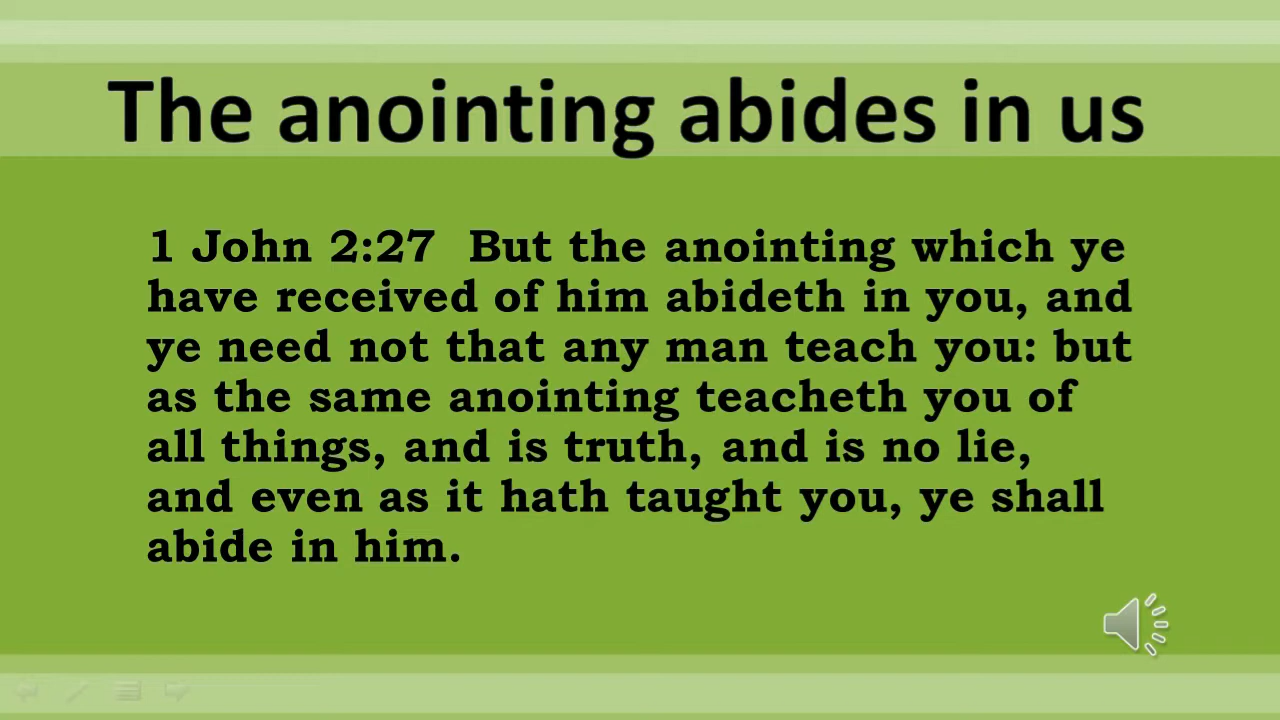 The anointing abides in us
1 John 2:27  But the anointing which ye
have received of him abideth in you, and
ye need not that any man teach you: but
as the same anointing teacheth you of
all things, and is truth, and is no lie,
and even as it hath taught you, ye shall
abide in him.